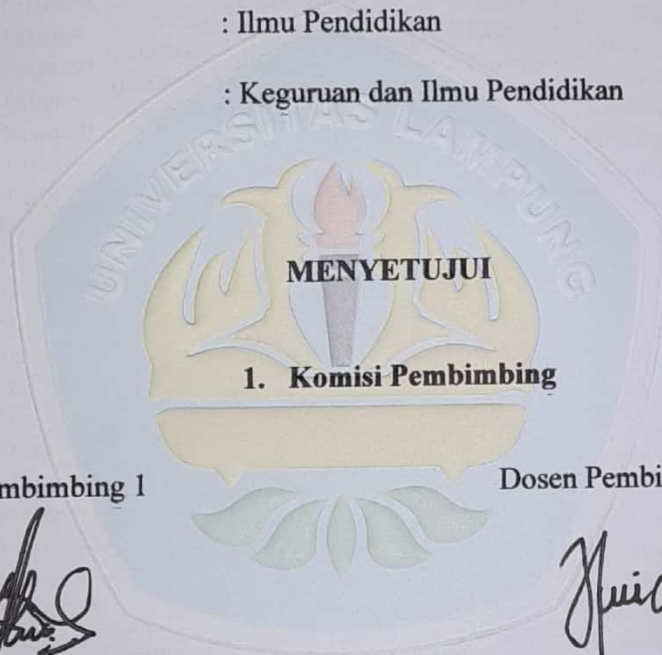 : Ilmu Pendidikan
: Keguruan dan Ilmu Pendidikan
UNIVERSITAS LAMPUNG
MENYETUJUI
1. Komisi Pembimbing
mbimbing 1 Dosen Pembi